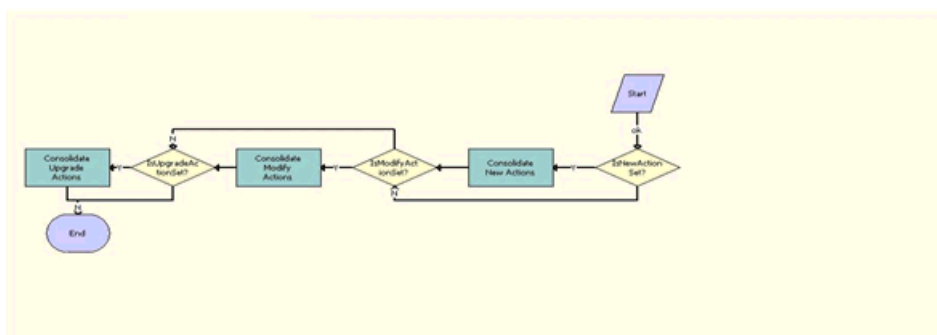 Start
ok
N
Consolidate
Upgrade
Actions
Y
IsUpgradeAc
tionSet?
Consolidate
Modify
Actions
Y
IsModifyAct
ionSet?
Consolidate
New Actions
Y
IsNewAction
Set?
N
N
End